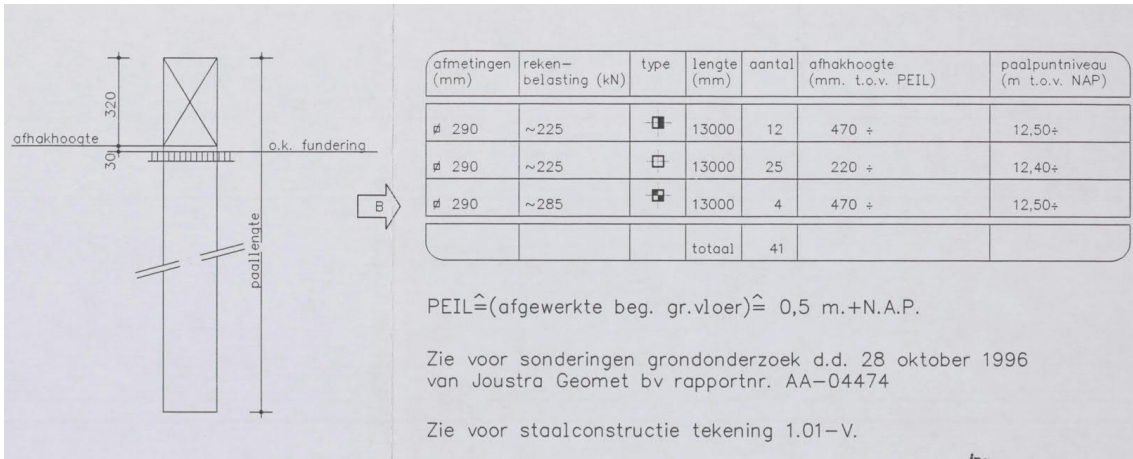 320
afhakhoogte
30
o.k. fundering
paallengte
B
afmetingen (mm) reken- belasting (kN) type lengte (mm) aantal afhakhoogte (mm. t.o.v. PEIL) paalpuntniveau (m t.o.v. NAP)
⌀ 290 ~225 13000 12 470 ÷ 12,50÷
⌀ 290 ~225 13000 25 220 ÷ 12,40÷
⌀ 290 ~285 13000 4 470 ÷ 12,50÷
totaal 41
PEIL≙(afgewerkte beg. gr.vloer)≙ 0,5 m.+N.A.P.
Zie voor sonderingen grondonderzoek d.d. 28 oktober 1996
van Joustra Geomet bv rapportnr. AA-04474
Zie voor staalconstructie tekening 1.01-V.